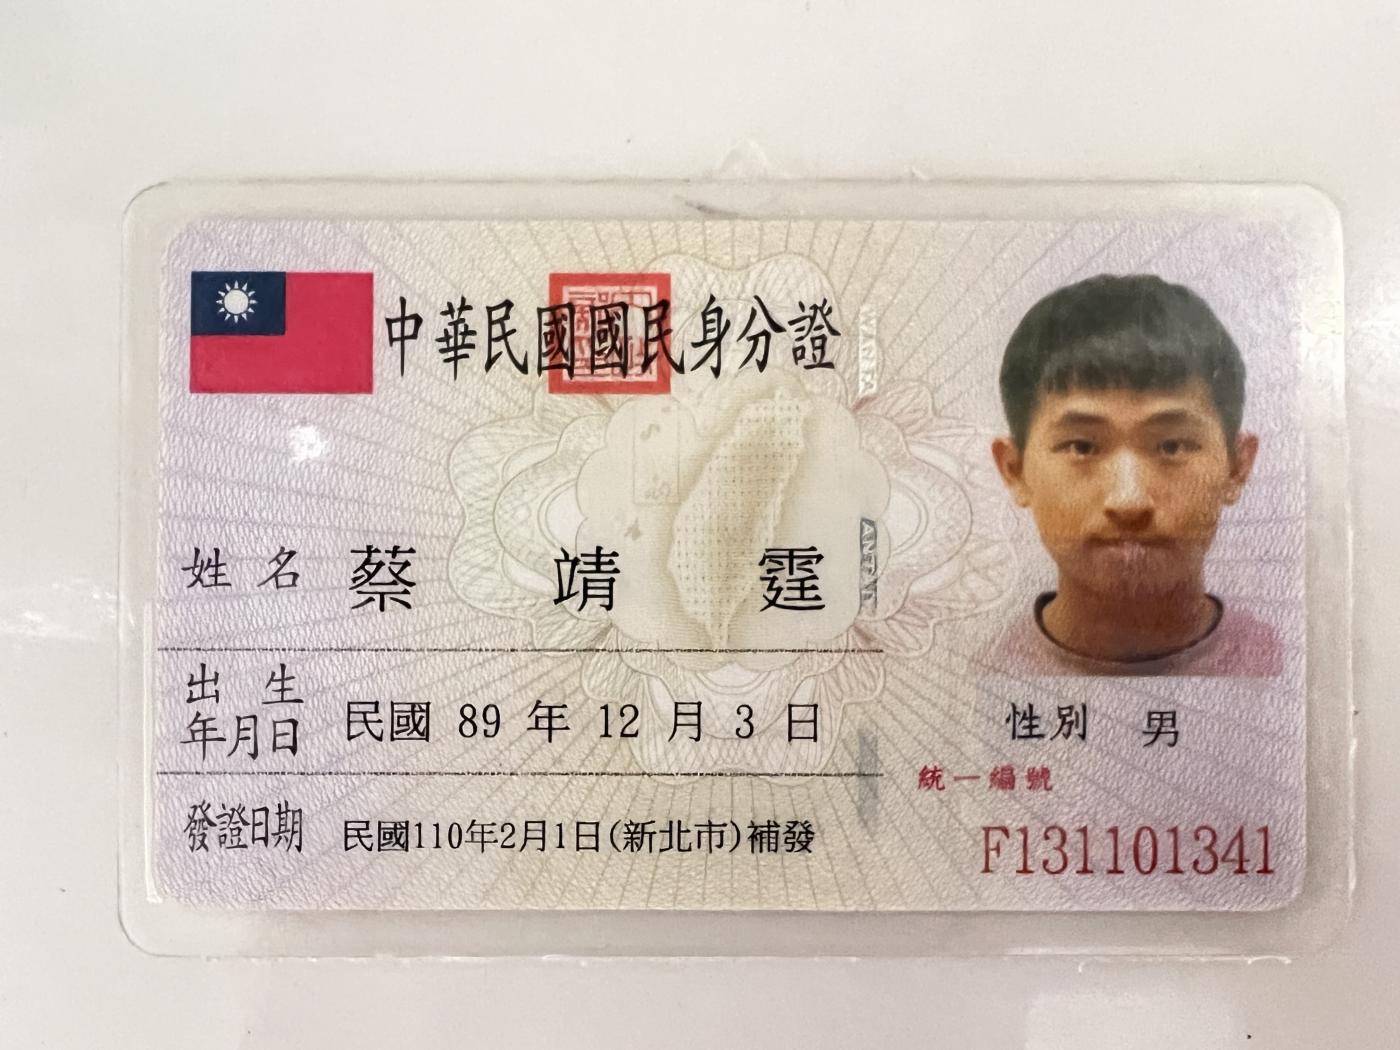 中華民國國民身分證
姓名 蔡靖霆
出生年月日 民國 89 年 12 月 3 日
發證日期 民國110年2月1日(新北市)補發
性別 男
統一編號
F131101341